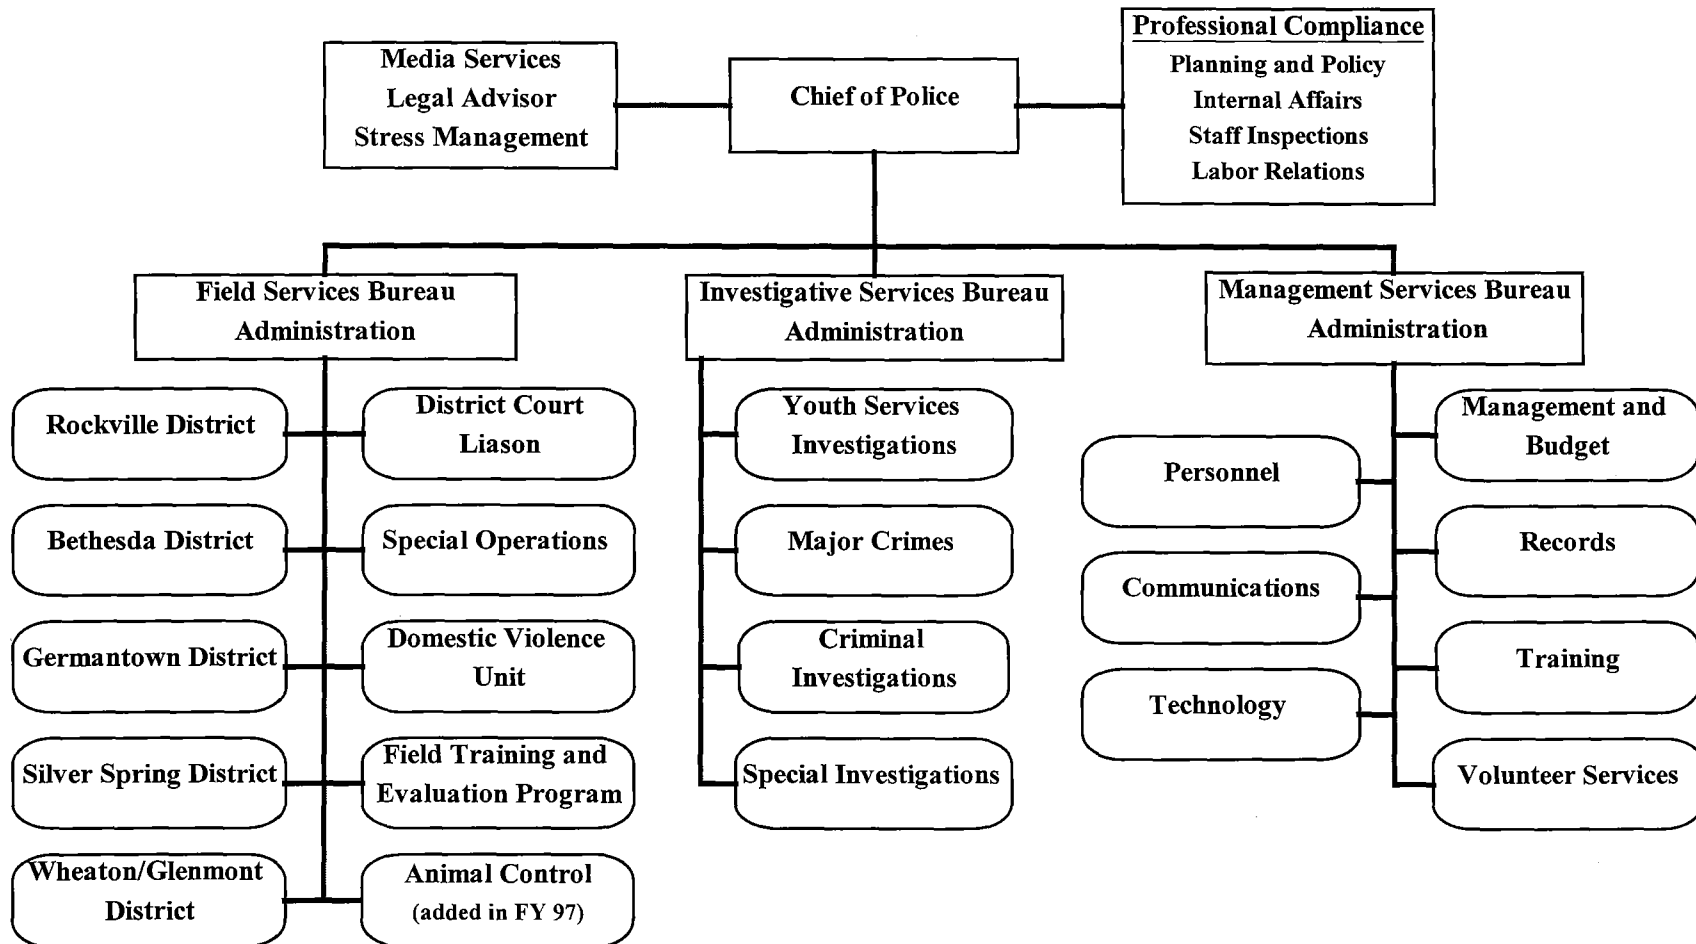 Media Services
Legal Advisor
Stress Management
Chief of Police
Professional Compliance
Planning and Policy
Internal Affairs
Staff Inspections
Labor Relations
Field Services Bureau
Administration
Rockville District
District Court
Liason
Bethesda District
Special Operations
Germantown District
Domestic Violence
Unit
Silver Spring District
Field Training and
Evaluation Program
Wheaton/Glenmont
District
Animal Control
(added in FY 97)
Investigative Services Bureau
Administration
Youth Services
Investigations
Major Crimes
Criminal
Investigations
Special Investigations
Management Services Bureau
Administration
Management and
Budget
Personnel
Records
Communications
Training
Technology
Volunteer Services